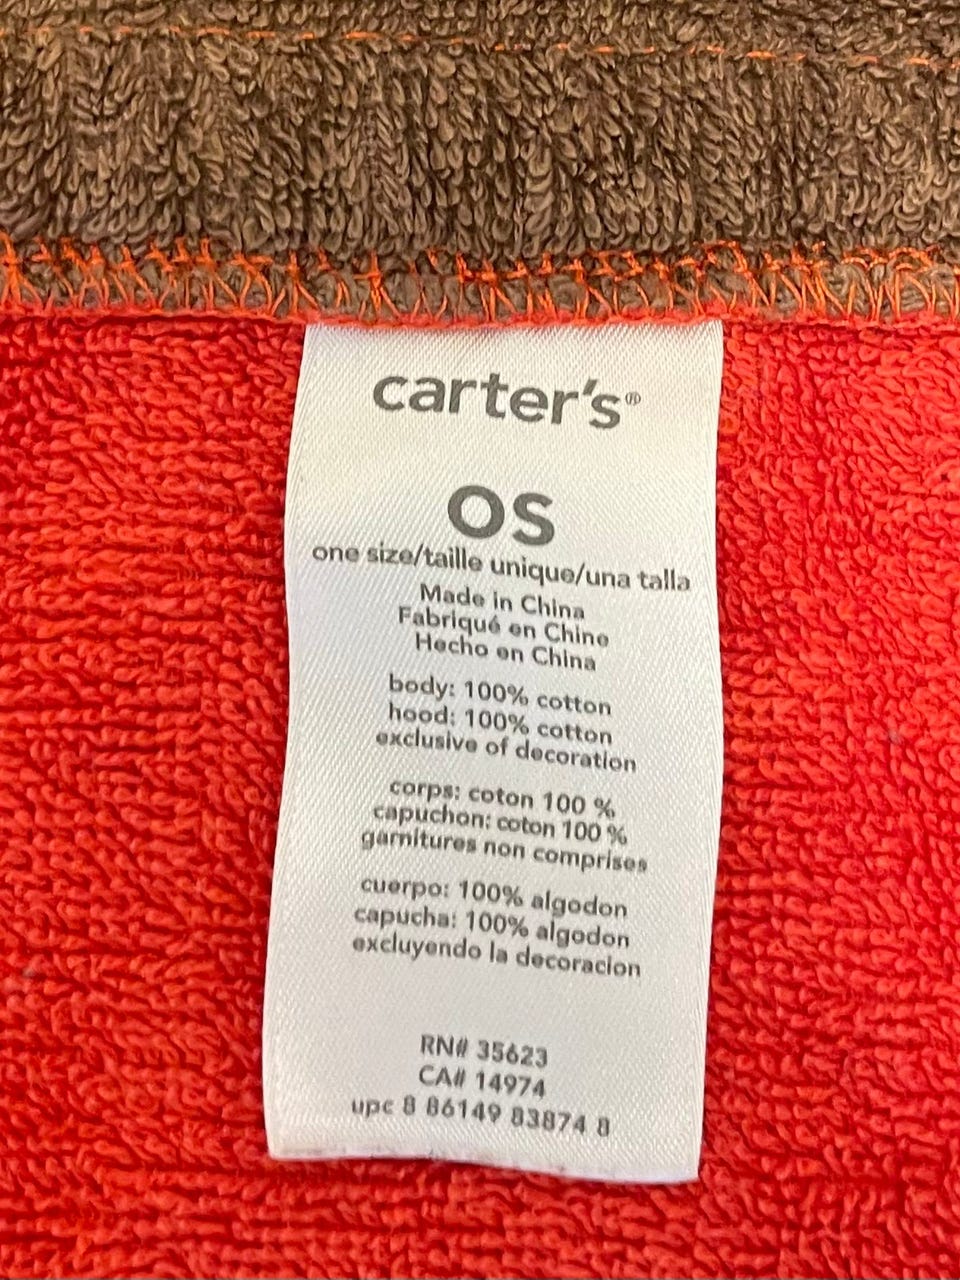 carter's®
OS
one size/taille unique/una talla
Made in China
Fabriqué en Chine
Hecho en China
body: 100% cotton
hood: 100% cotton
exclusive of decoration
corps: coton 100 %
capuchon: coton 100 %
garnitures non comprises
cuerpo: 100% algodon
capucha: 100% algodon
excluyendo la decoracion
RN# 35623
CA# 14974
upc 8 86149 83874 8